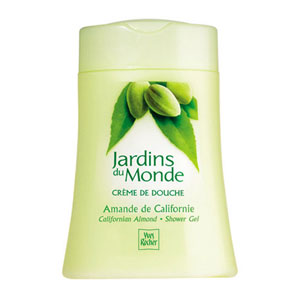 Jardins
du Monde
CRÈME DE DOUCHE
Amande de Californie
Californian Almond • Shower Gel
Yves
Rocher